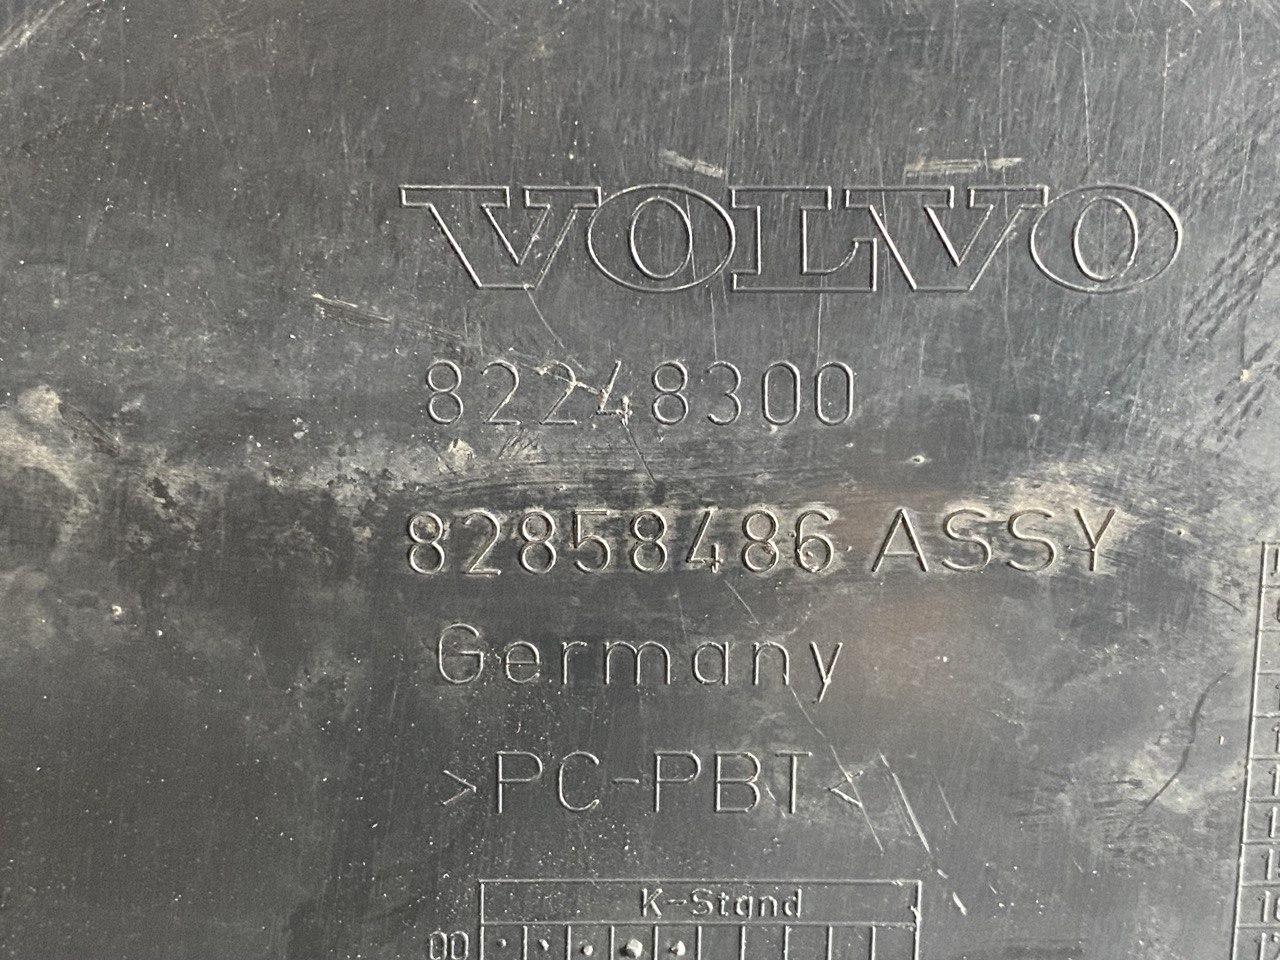 VOLVO
82248300
82858486 ASSY
Germany
>PC-PBT<
K-Stand
00